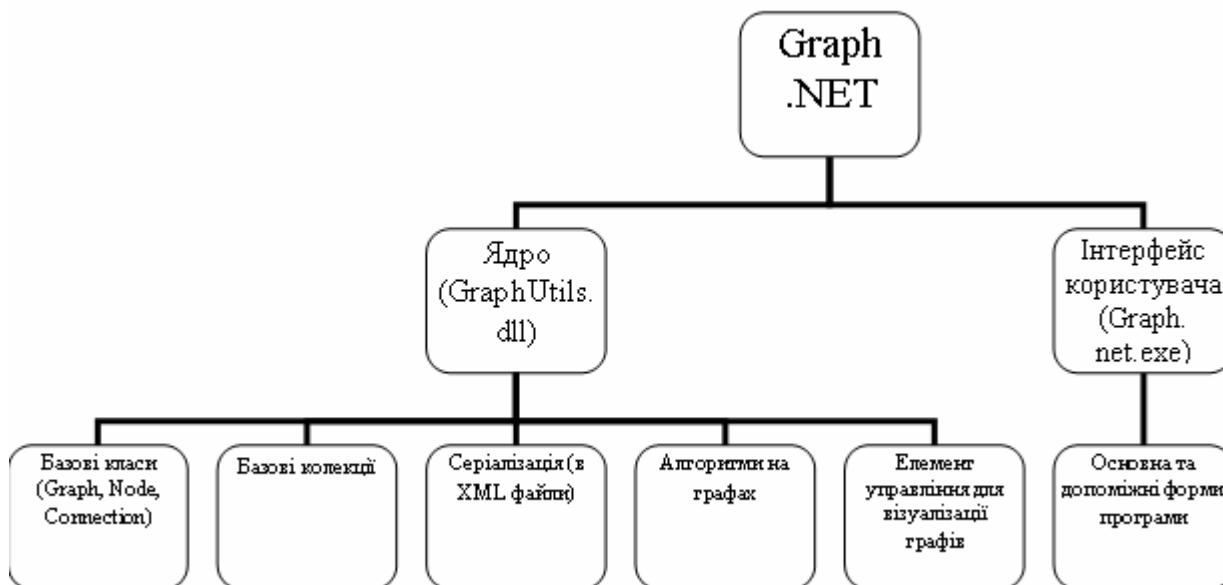 Graph
.NET
Ядро
(GraphUtils.
dll)
Інтерфейс
користувача
(Graph.
net.exe)
Базові класи
(Graph, Node,
Connection)
Базові колекції
Серіалізація (в
XML файли)
Алгоритми на
графах
Елемент
управління для
візуалізації
графів
Основна та
допоміжні форми
програми